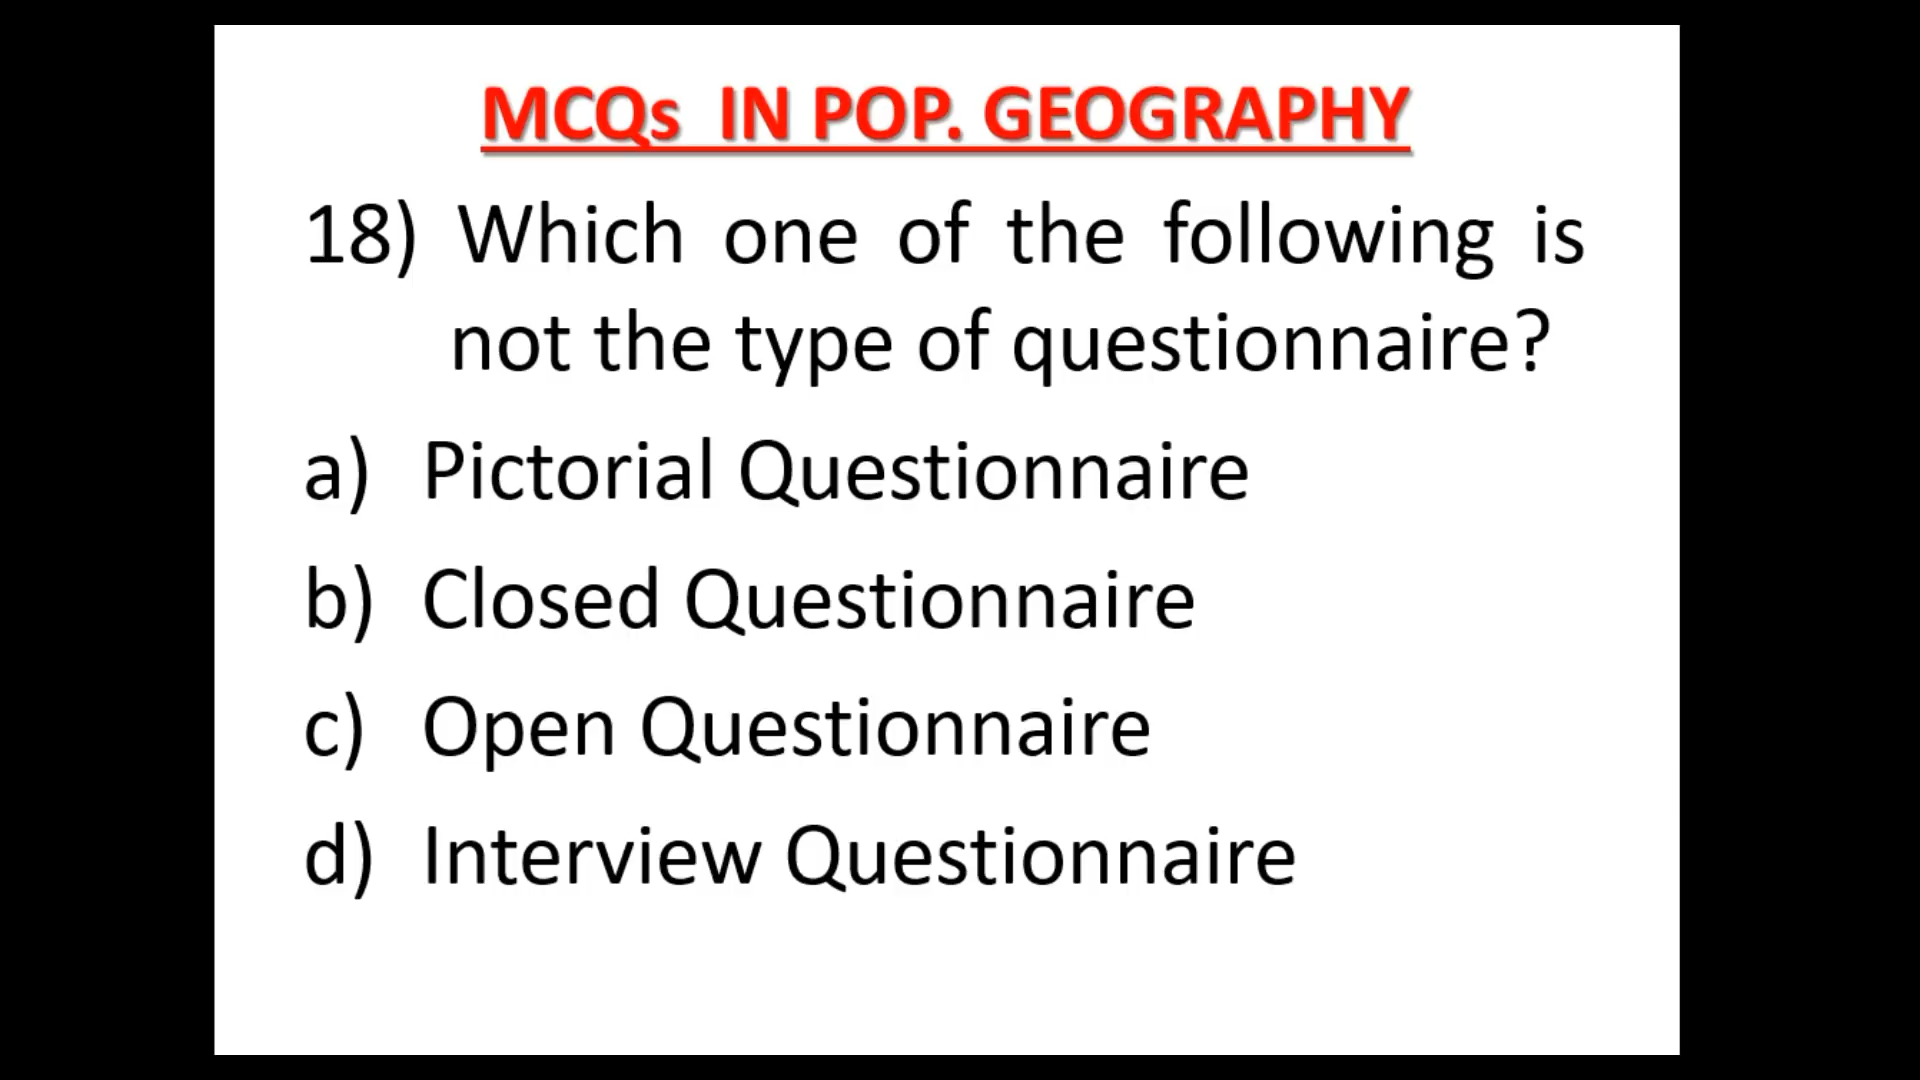 MCQs IN POP. GEOGRAPHY
18) Which one of the following is
not the type of questionnaire?
a) Pictorial Questionnaire
b) Closed Questionnaire
c) Open Questionnaire
d) Interview Questionnaire